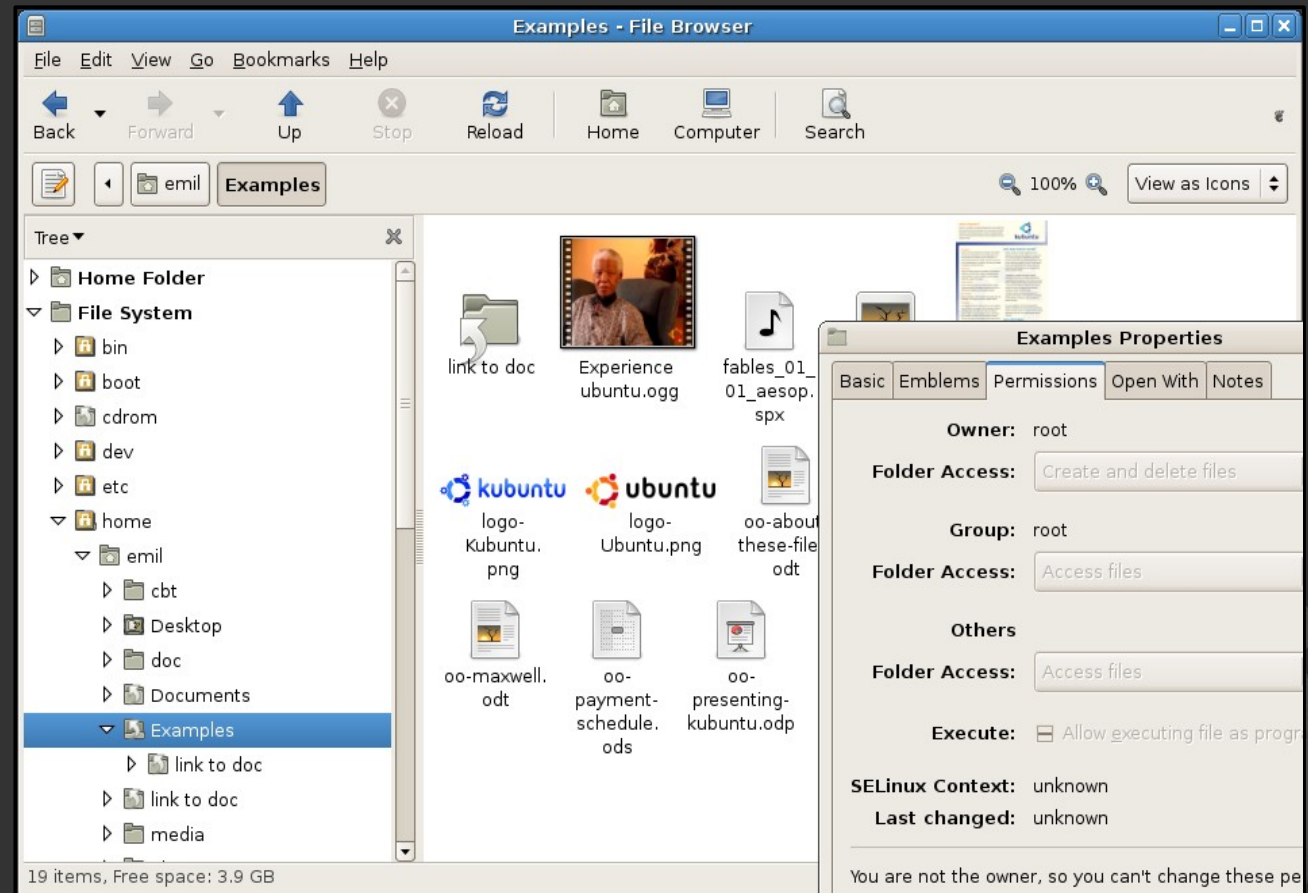 Examples - File Browser
File Edit View Go Bookmarks Help
Back Forward Up Stop Reload Home Computer Search
emil Examples 100% View as Icons
Tree
Home Folder
File System
bin
boot
cdrom
dev
etc
home
emil
cbt
Desktop
doc
Documents
Examples
link to doc
link to doc
media
19 items, Free space: 3.9 GB
kubuntu
link to doc
Experience
ubuntu.ogg
fables_01_
01_aesop.
spx
kubuntu
logo-
Kubuntu.
png
ubuntu
logo-
Ubuntu.png
oo-about
these-file
odt
oo-maxwell.
odt
oo-
payment-
schedule.
ods
oo-
presenting-
kubuntu.odp
Examples Properties
Basic Emblems Permissions Open With Notes
Owner: root
Folder Access: Create and delete files
Group: root
Folder Access: Access files
Others
Folder Access: Access files
Execute: Allow executing file as progr
SELinux Context: unknown
Last changed: unknown
You are not the owner, so you can't change these pe